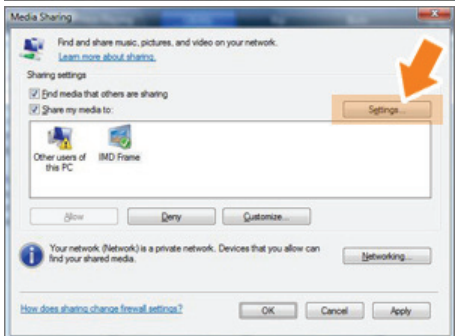 Media Sharing
Find and share music, pictures, and video on your network.
Learn more about sharing.
Sharing settings
Find media that others are sharing
Share my media to:
Settings...
Other users of
this PC
IMD Frame
Allow
Deny
Customize...
Your network (Network) is a private network. Devices that you allow can
find your shared media.
Networking...
How does sharing change firewall settings?
OK
Cancel
Apply